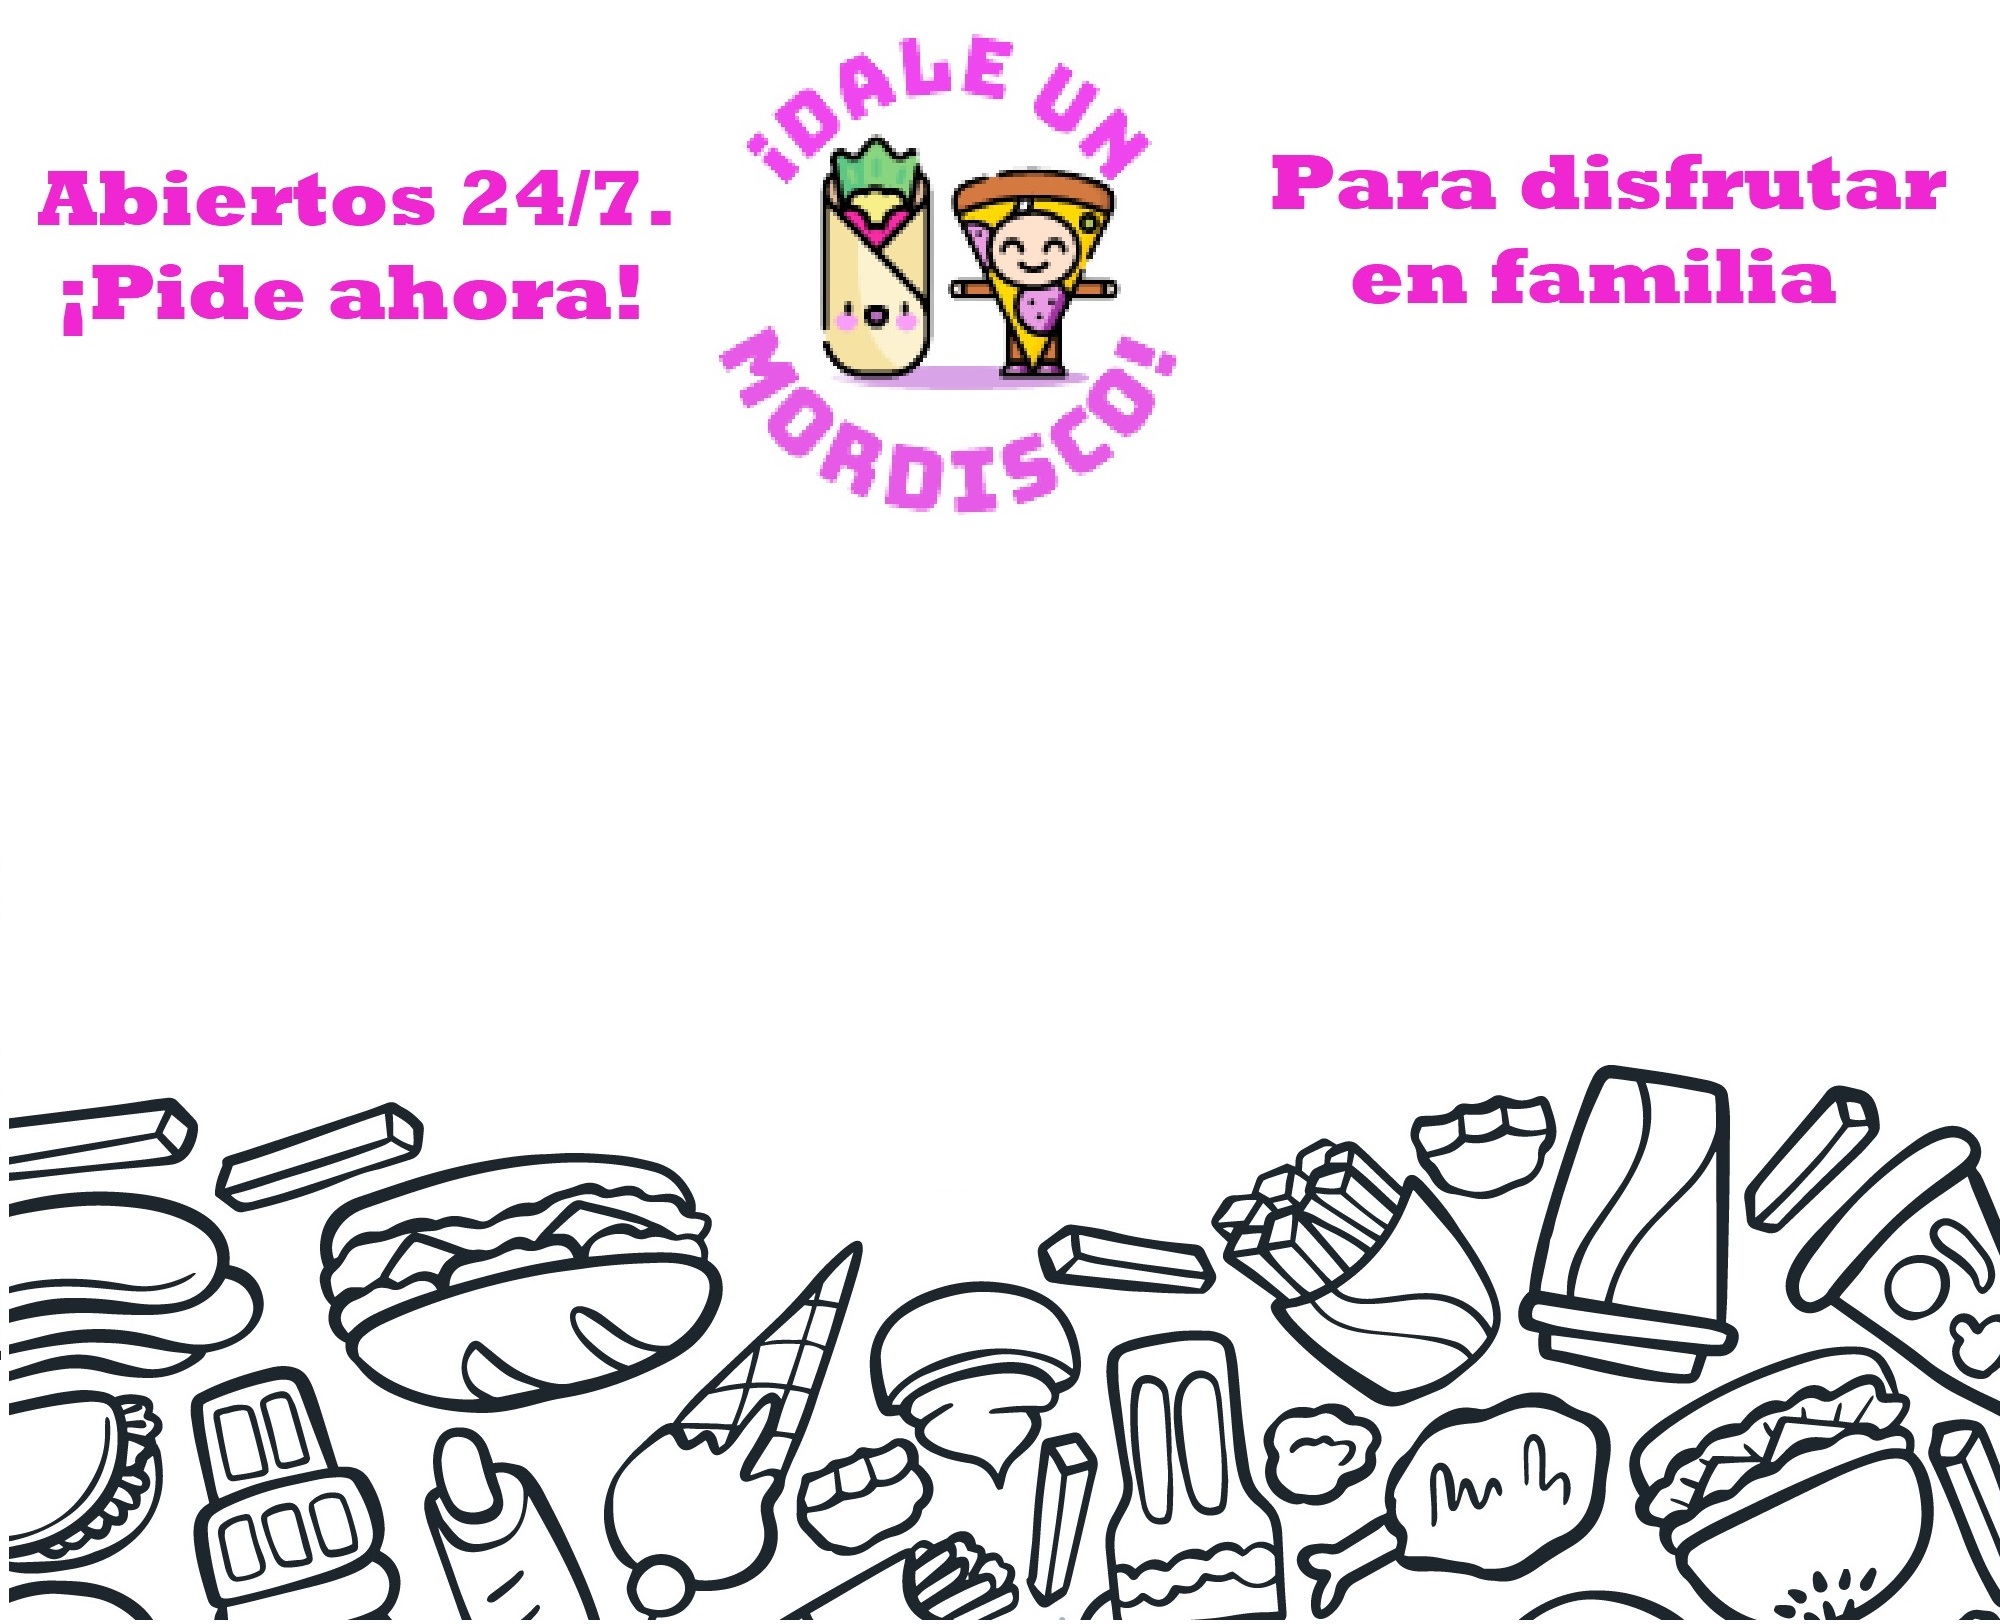 Abiertos 24/7.
¡Pide ahora!
¡DALE UN
MORDISCO!
Para disfrutar
en familia